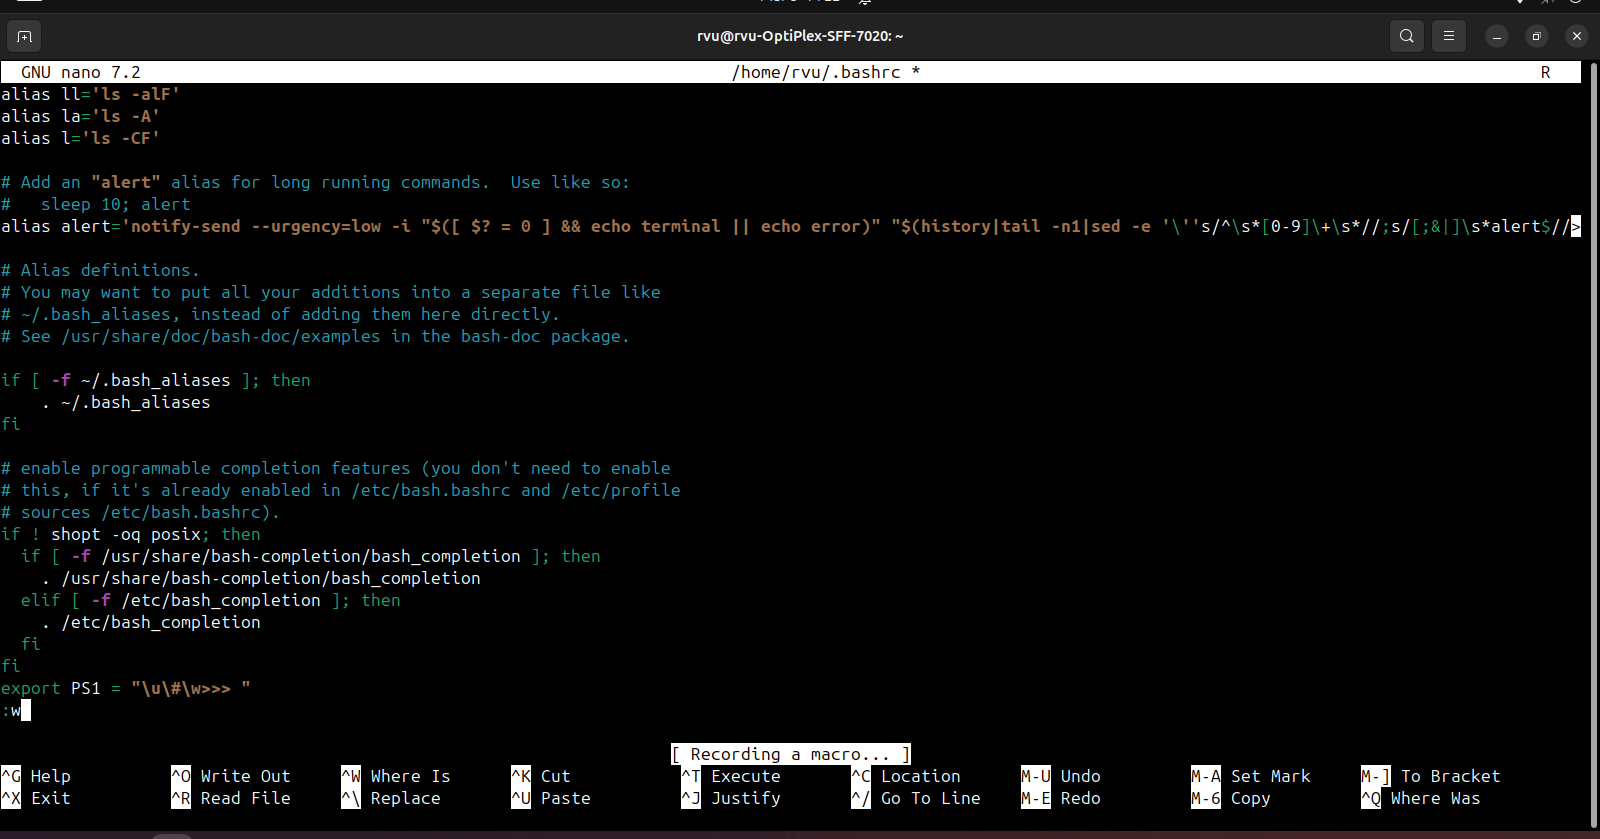 rvu@rvu-OptiPlex-SFF-7020: ~
GNU nano 7.2 /home/rvu/.bashrc * R
alias ll='ls -alF'
alias la='ls -A'
alias l='ls -CF'
# Add an "alert" alias for long running commands.  Use like so:
#   sleep 10; alert
alias alert='notify-send --urgency=low -i "$([ $? = 0 ] && echo terminal || echo error)" "$(history|tail -n1|sed -e '\''s/^\s*[0-9]\+\s*//;s/[;&|]\s*alert$//>
# Alias definitions.
# You may want to put all your additions into a separate file like
# ~/.bash_aliases, instead of adding them here directly.
# See /usr/share/doc/bash-doc/examples in the bash-doc package.
if [ -f ~/.bash_aliases ]; then
    . ~/.bash_aliases
fi
# enable programmable completion features (you don't need to enable
# this, if it's already enabled in /etc/bash.bashrc and /etc/profile
# sources /etc/bash.bashrc).
if ! shopt -oq posix; then
  if [ -f /usr/share/bash-completion/bash_completion ]; then
    . /usr/share/bash-completion/bash_completion
  elif [ -f /etc/bash_completion ]; then
    . /etc/bash_completion
  fi
fi
export PS1 = "\u\#\w>>> "
:w
[ Recording a macro... ]
^G Help ^O Write Out ^W Where Is ^K Cut ^T Execute ^C Location M-U Undo M-A Set Mark M-] To Bracket
^X Exit ^R Read File ^\ Replace ^U Paste ^J Justify ^/ Go To Line M-E Redo M-6 Copy ^Q Where Was